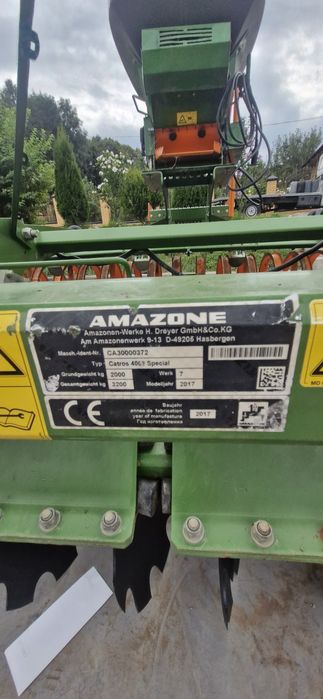 AMAZONE
Amazonen-Werke H. Dreyer GmbH&Co.KG
Am Amazonenwerk 9-13 D-49205 Hasbergen
Masch.-Ident-Nr. CA30000372
Typ Catros Special
Grundgewicht kg 2000 Werk 7
Gesamtgewicht kg 3200 Modelljahr 2017
CE
Baujahr
année de fabrication
year of manufacture
Год изготовления
2017